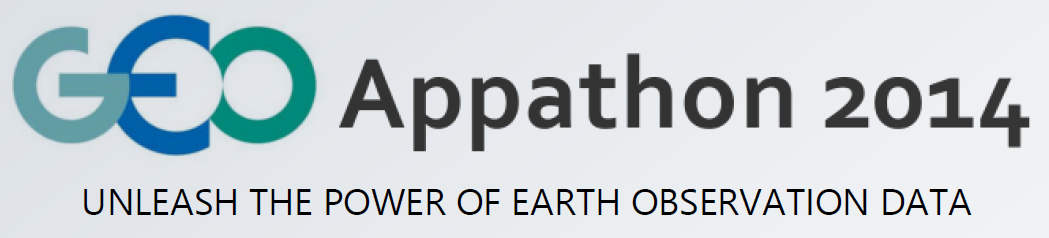 GEO Appathon 2014
UNLEASH THE POWER OF EARTH OBSERVATION DATA